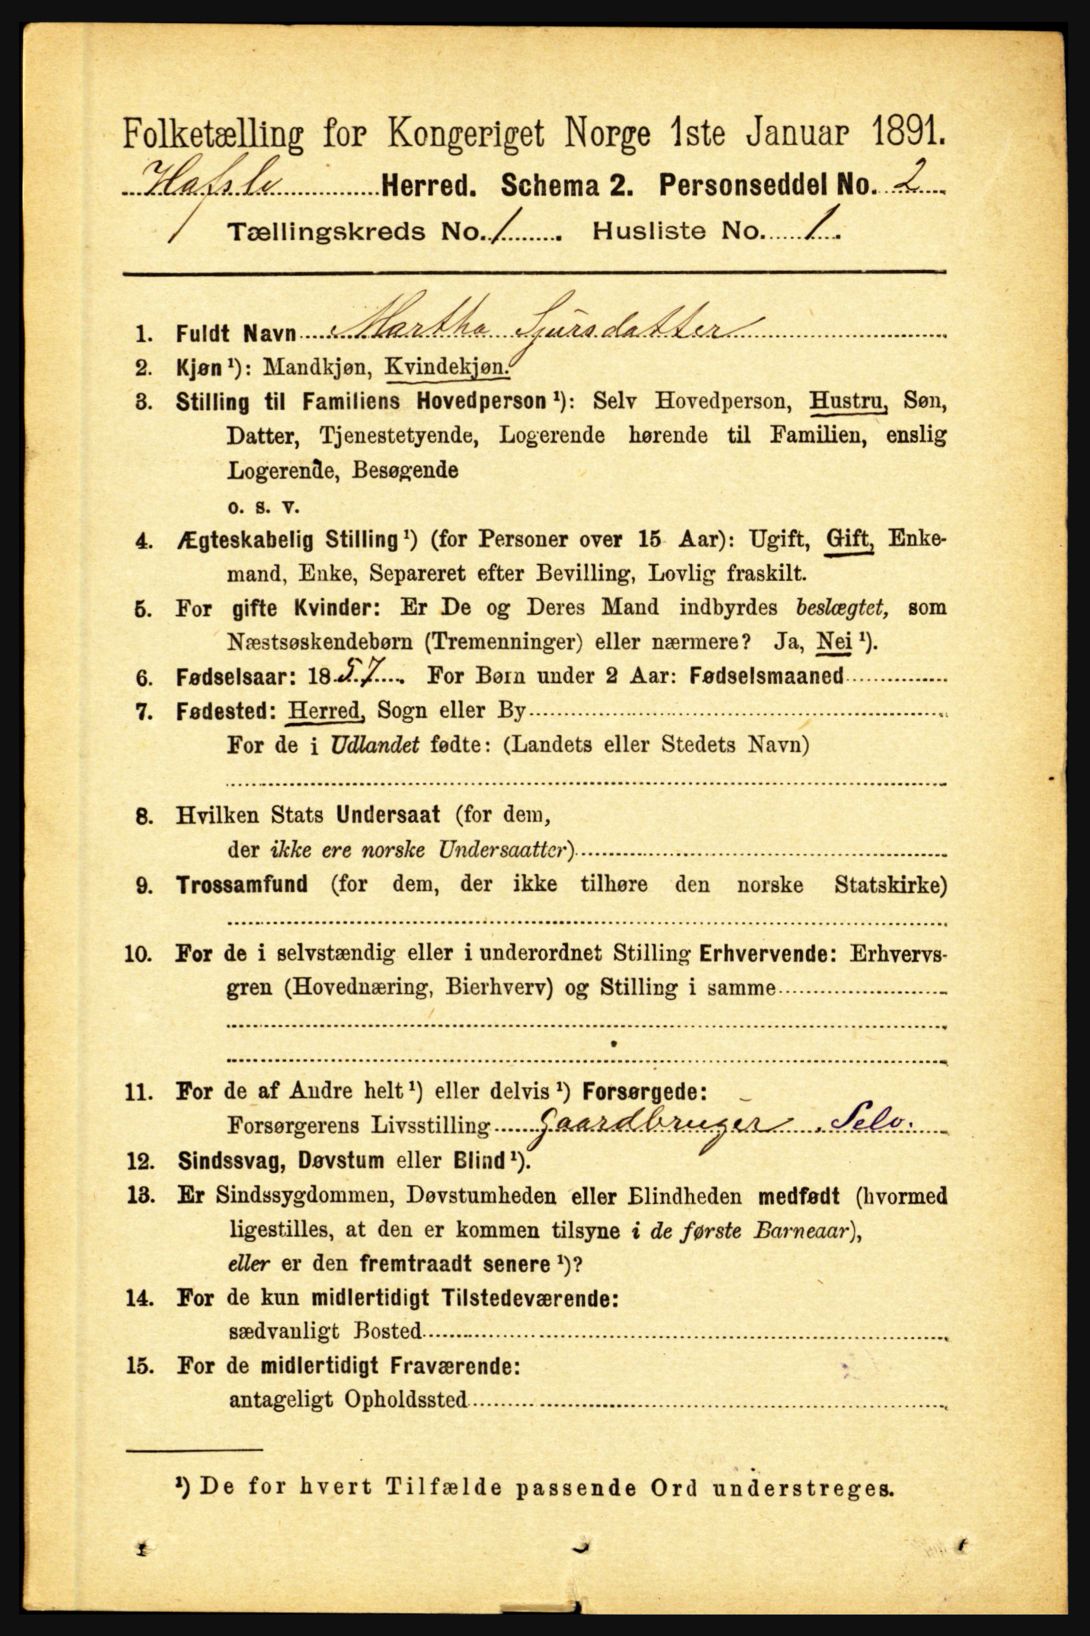 Folketælling for Kongeriget Norge 1ste Januar 1891.
Hafslo Herred. Schema 2. Personseddel No. 2
Tællingskreds No. 1. Husliste No. 1.
1. Fuldt Navn Martha Sjursdatter
2. Kjøn ¹): Mandkjøn, Kvindekjøn.
3. Stilling til Familiens Hovedperson ¹): Selv Hovedperson, Hustru, Søn,
Datter, Tjenestetyende, Logerende hørende til Familien, enslig
Logerende, Besøgende
o. s. v.
4. Ægteskabelig Stilling ¹) (for Personer over 15 Aar): Ugift, Gift, Enke-
mand, Enke, Separeret efter Bevilling, Lovlig fraskilt.
5. For gifte Kvinder: Er De og Deres Mand indbyrdes beslægtet, som
Næstsøskendebørn (Tremenninger) eller nærmere? Ja, Nei ¹).
6. Fødselsaar: 1857. For Børn under 2 Aar: Fødselsmaaned
7. Fødested: Herred, Sogn eller By
For de i Udlandet fødte: (Landets eller Stedets Navn)
8. Hvilken Stats Undersaat (for dem,
der ikke ere norske Undersaatter)
9. Trossamfund (for dem, der ikke tilhøre den norske Statskirke)
10. For de i selvstændig eller i underordnet Stilling Erhvervende: Erhvervs-
gren (Hovednæring, Bierhverv) og Stilling i samme
11. For de af Andre helt ¹) eller delvis ¹) Forsørgede:
Forsørgerens Livsstilling Gaardbruger. Selv.
12. Sindssvag, Døvstum eller Blind ¹).
13. Er Sindssygdommen, Døvstumheden eller Blindheden medfødt (hvormed
ligestilles, at den er kommen tilsyne i de første Barneaar),
eller er den fremtraadt senere ¹)?
14. For de kun midlertidigt Tilstedeværende:
sædvanligt Bosted
15. For de midlertidigt Fraværende:
antageligt Opholdssted
¹) De for hvert Tilfælde passende Ord understreges.